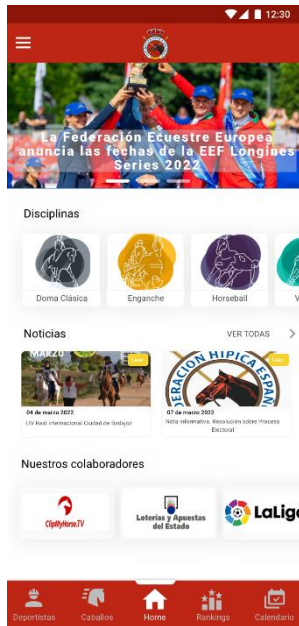 12:30
La Federación Ecuestre Europea
anuncia las fechas de la EEF Longines
Series 2022
Disciplinas
Doma Clásica
Enganche
Horseball
V
Noticias
VER TODAS
MARZO
Leer
04 de marzo 2022
LIV Raid internacional Ciudad de Badajoz
FEDERACION HIPICA ESPAÑ
Leer
07 de marzo 2022
Nota informativa. Resolución sobre Proceso
Electoral
Nuestros colaboradores
ClipMyHorse.TV
Loterías y Apuestas
del Estado
LaLiga
Deportistas
Caballos
Home
Rankings
Calendario